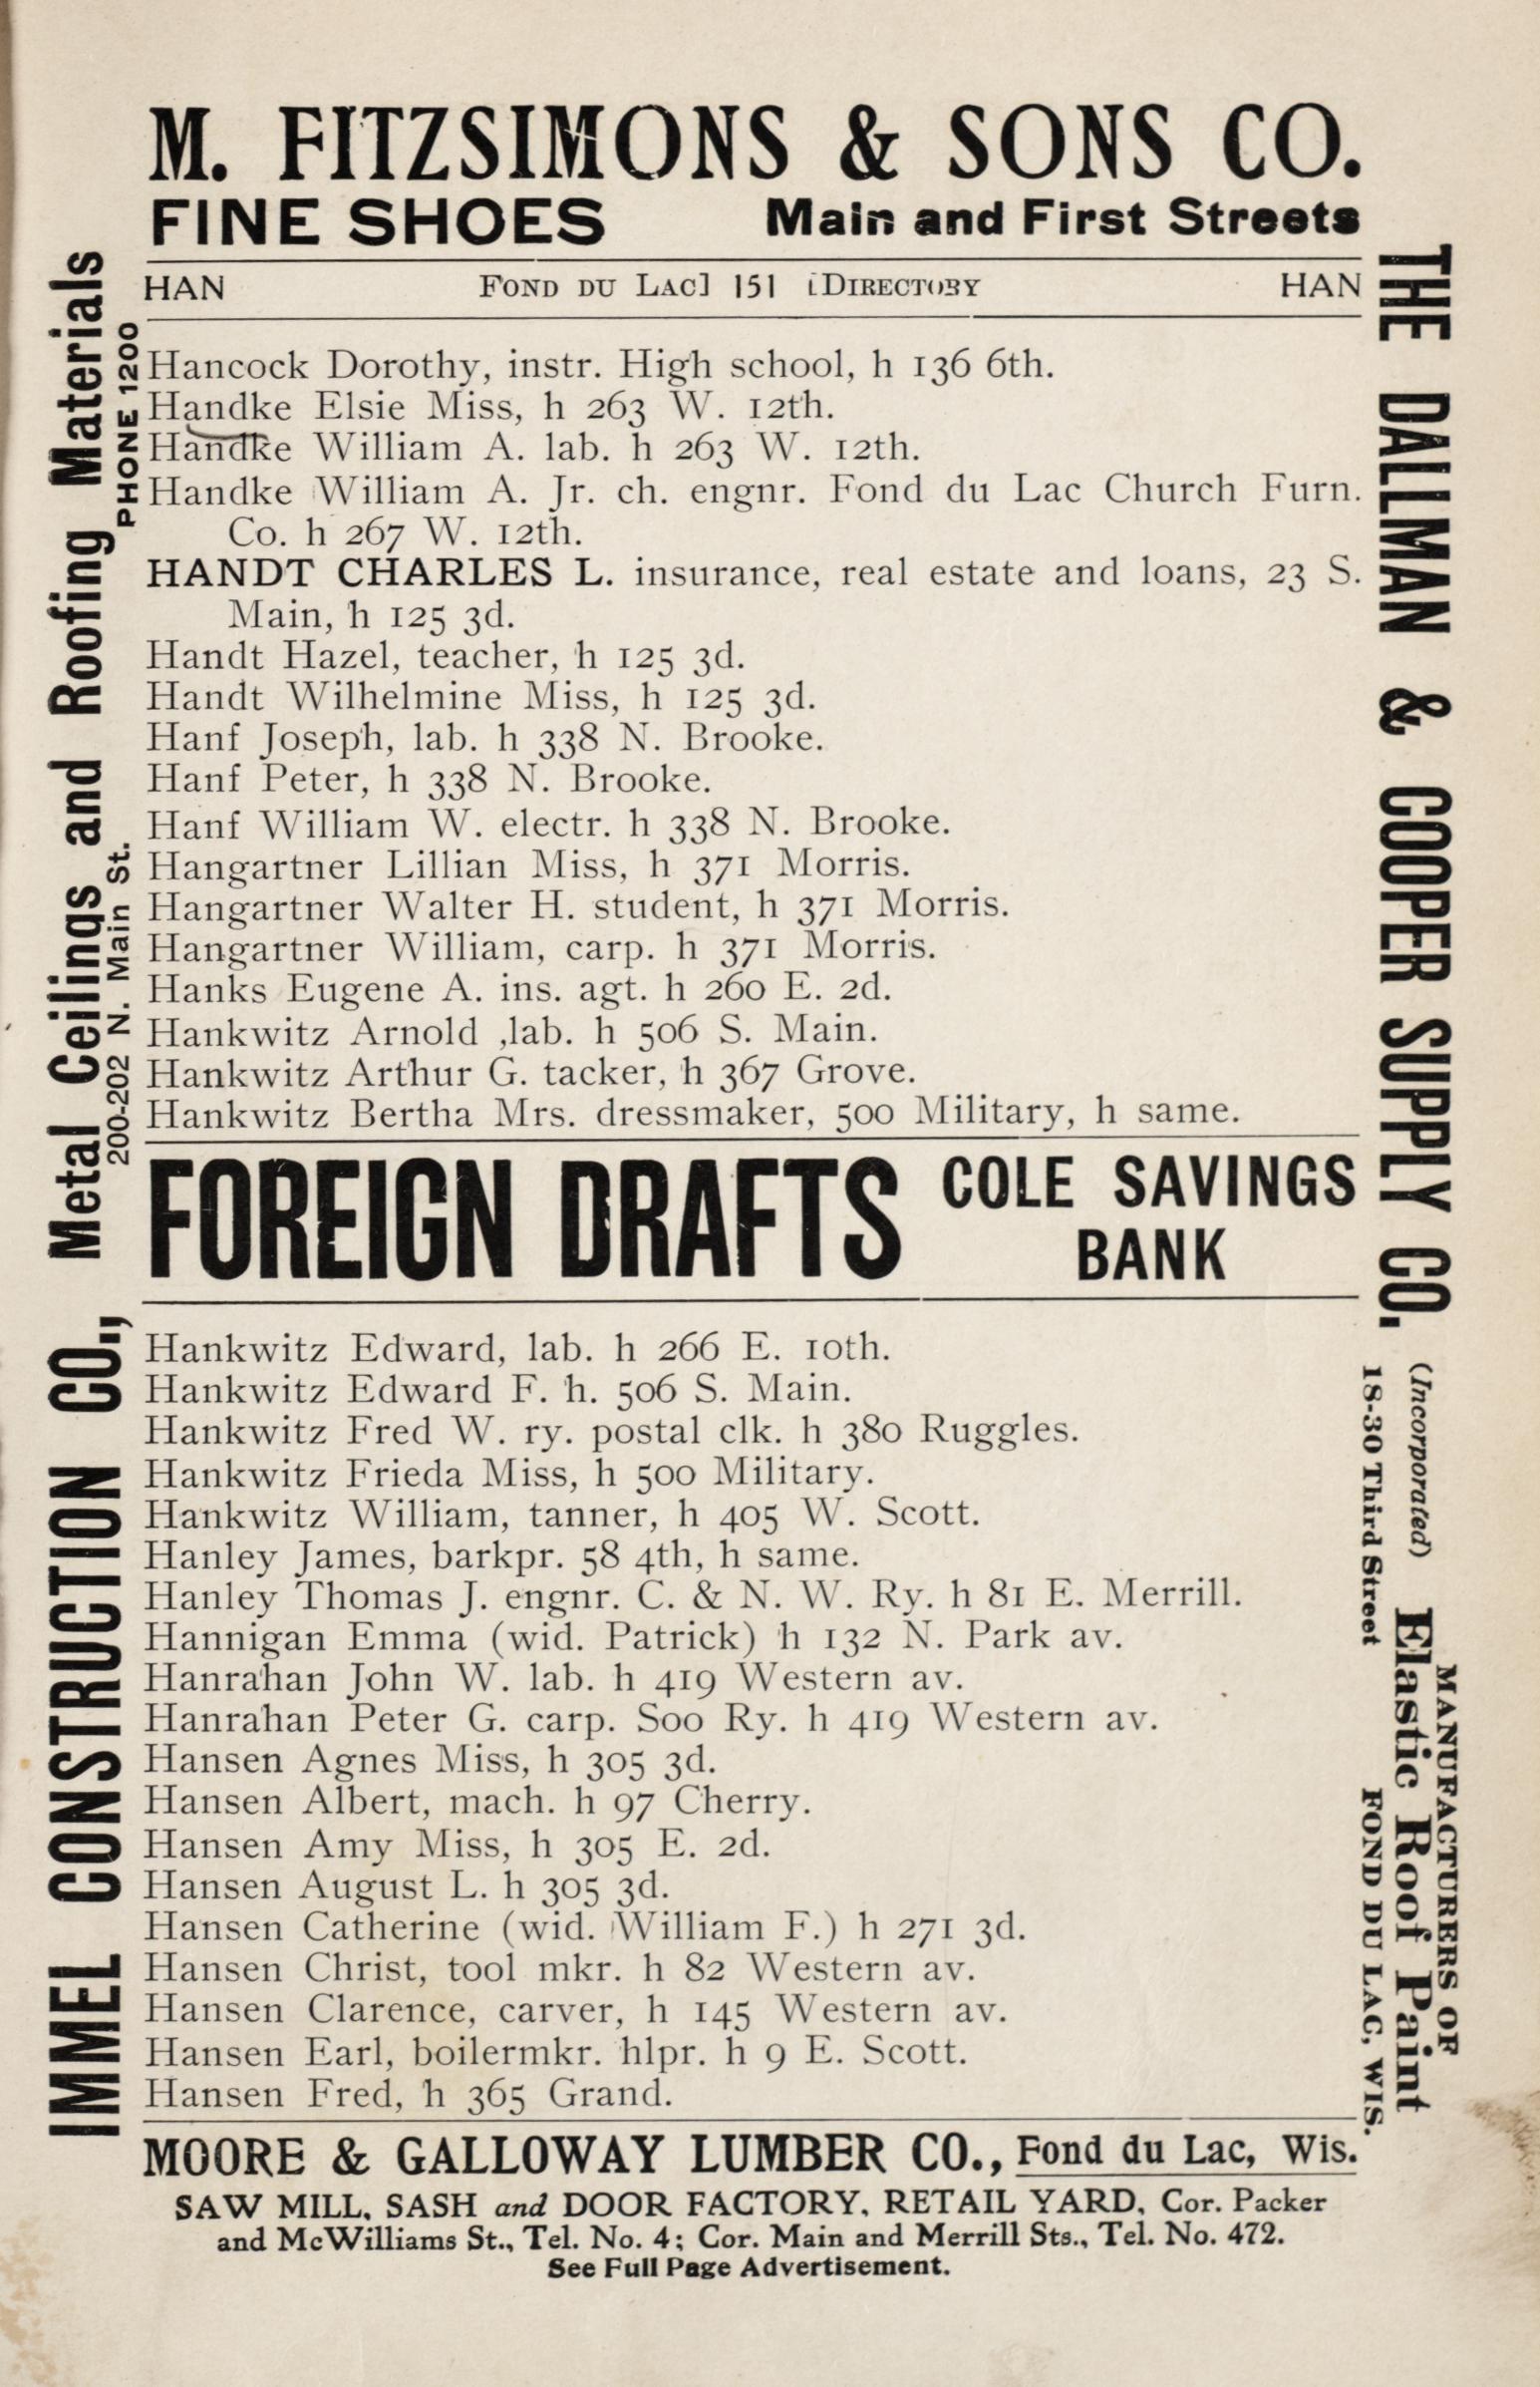 M. FITZSIMONS & SONS CO.
FINE SHOES Main and First Streets
HAN FOND DU LAC] 151 [DIRECTORY HAN
Hancock Dorothy, instr. High school, h 136 6th.
Handke Elsie Miss, h 263 W. 12th.
Handke William A. lab. h 263 W. 12th.
Handke William A. Jr. ch. engnr. Fond du Lac Church Furn.
Co. h 267 W. 12th.
HANDT CHARLES L. insurance, real estate and loans, 23 S.
Main, h 125 3d.
Handt Hazel, teacher, h 125 3d.
Handt Wilhelmine Miss, h 125 3d.
Hanf Joseph, lab. h 338 N. Brooke.
Hanf Peter, h 338 N. Brooke.
Hanf William W. electr. h 338 N. Brooke.
Hangartner Lillian Miss, h 371 Morris.
Hangartner Walter H. student, h 371 Morris.
Hangartner William, carp. h 371 Morris.
Hanks Eugene A. ins. agt. h 260 E. 2d.
Hankwitz Arnold ,lab. h 506 S. Main.
Hankwitz Arthur G. tacker, h 367 Grove.
Hankwitz Bertha Mrs. dressmaker, 500 Military, h same.
FOREIGN DRAFTS COLE SAVINGS
BANK
Hankwitz Edward, lab. h 266 E. 10th.
Hankwitz Edward F. h. 506 S. Main.
Hankwitz Fred W. ry. postal clk. h 380 Ruggles.
Hankwitz Frieda Miss, h 500 Military.
Hankwitz William, tanner, h 405 W. Scott.
Hanley James, barkpr. 58 4th, h same.
Hanley Thomas J. engnr. C. & N. W. Ry. h 81 E. Merrill.
Hannigan Emma (wid. Patrick) h 132 N. Park av.
Hanrahan John W. lab. h 419 Western av.
Hanrahan Peter G. carp. Soo Ry. h 419 Western av.
Hansen Agnes Miss, h 305 3d.
Hansen Albert, mach. h 97 Cherry.
Hansen Amy Miss, h 305 E. 2d.
Hansen August L. h 305 3d.
Hansen Catherine (wid. William F.) h 271 3d.
Hansen Christ, tool mkr. h 82 Western av.
Hansen Clarence, carver, h 145 Western av.
Hansen Earl, boilermkr. hlpr. h 9 E. Scott.
Hansen Fred, h 365 Grand.
MOORE & GALLOWAY LUMBER CO., Fond du Lac, Wis.
SAW MILL, SASH and DOOR FACTORY, RETAIL YARD, Cor. Packer
and McWilliams St., Tel. No. 4; Cor. Main and Merrill Sts., Tel. No. 472.
See Full Page Advertisement.
IMMEL CONSTRUCTION CO., Metal Ceilings and Roofing Materials
200-202 N. Main St. PHONE 1200
THE DALLMAN & COOPER SUPPLY CO.
(Incorporated)
18-30 Third Street
MANUFACTURERS OF
Elastic Roof Paint
FOND DU LAC, WIS.